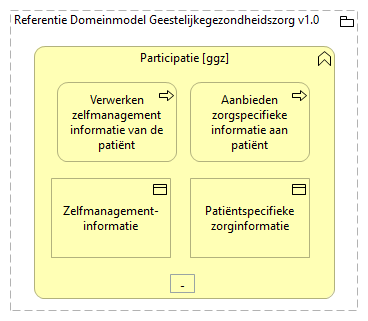 Referentie Domeinmodel Geestelijkegezondheidszorg v1.0
Participatie [ggz]
Verwerken
zelfmanagement
informatie van de
patiënt
Aanbieden
zorgspecifieke
informatie aan
patiënt
Zelfmanagement-
informatie
Patiëntspecifieke
zorginformatie
-